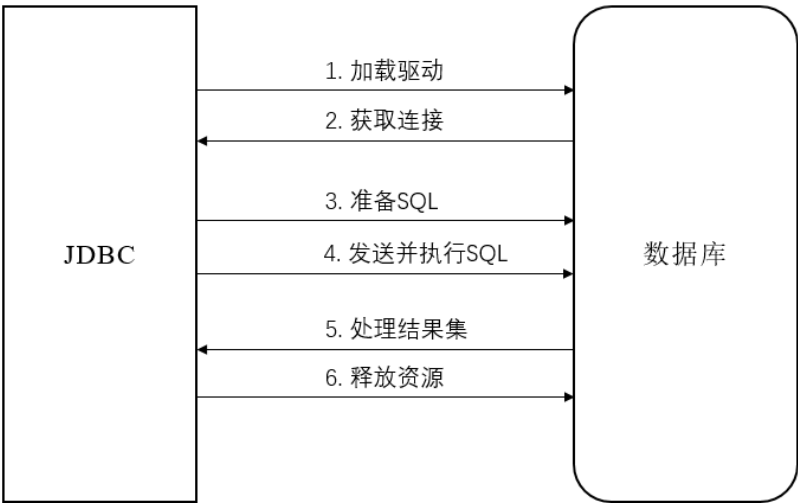 1. 加载驱动
2. 获取连接
3. 准备SQL
JDBC
4. 发送并执行SQL
数据库
5. 处理结果集
6. 释放资源